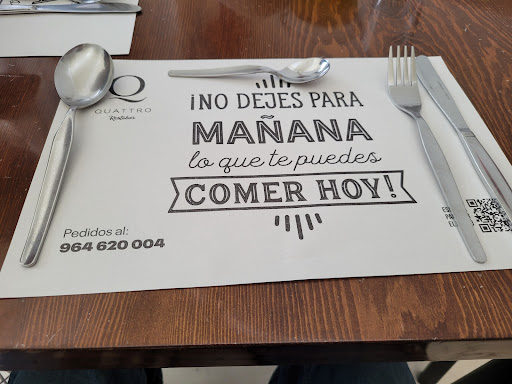 Q
QUATTRO
¡NO DEJES PARA
MAÑANA
lo que te puedes
COMER HOY!
Pedidos al:
964 620 004